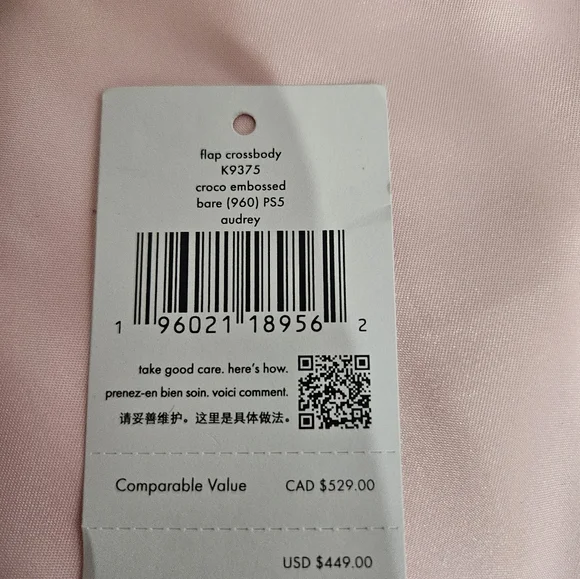 flap crossbody
K9375
croco embossed
bare (960) PS5
audrey
1 96021 18956 2
take good care. here's how.
prenez-en bien soin. voici comment.
请妥善维护。这里是具体做法。
Comparable Value CAD $529.00
USD $449.00